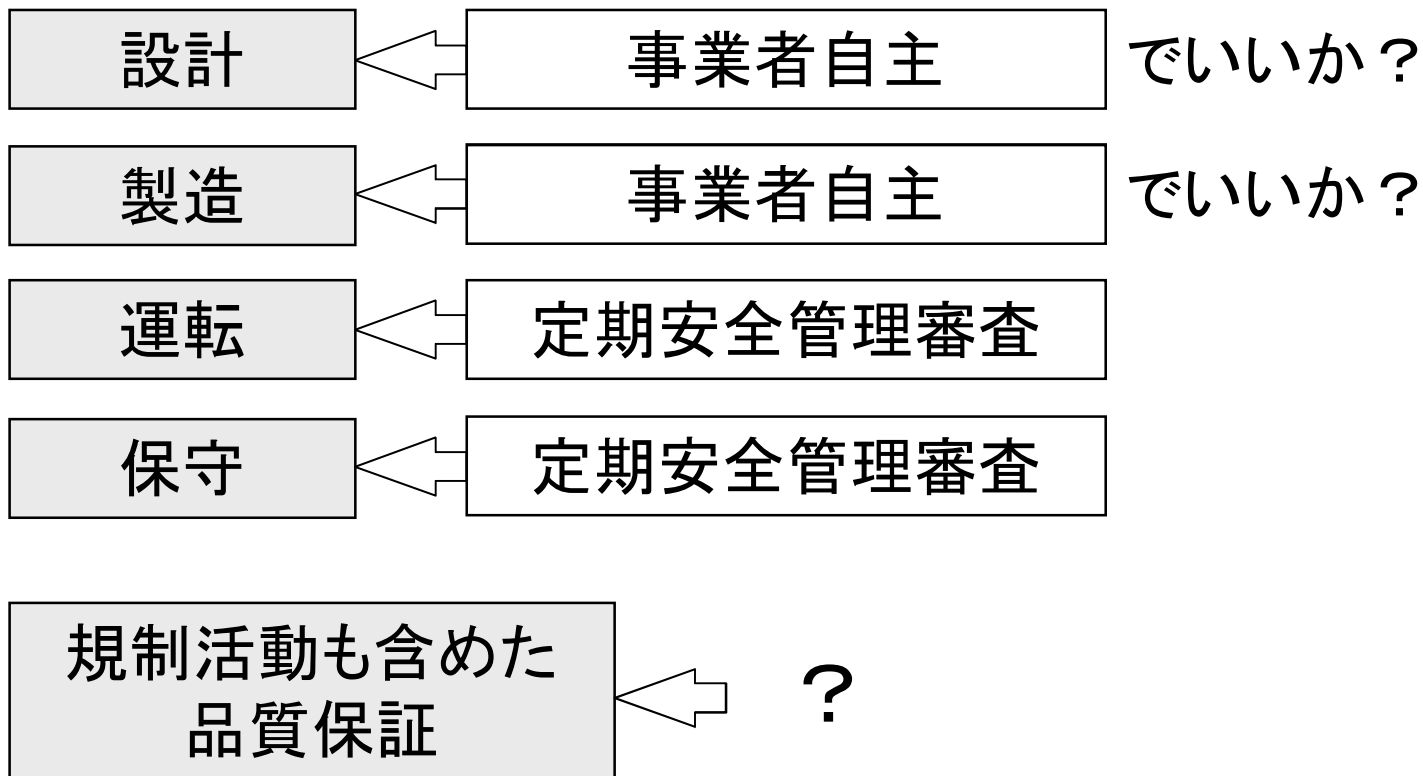 設計 事業者自主 でいいか？
製造 事業者自主 でいいか？
運転 定期安全管理審査
保守 定期安全管理審査
規制活動も含めた
品質保証
？